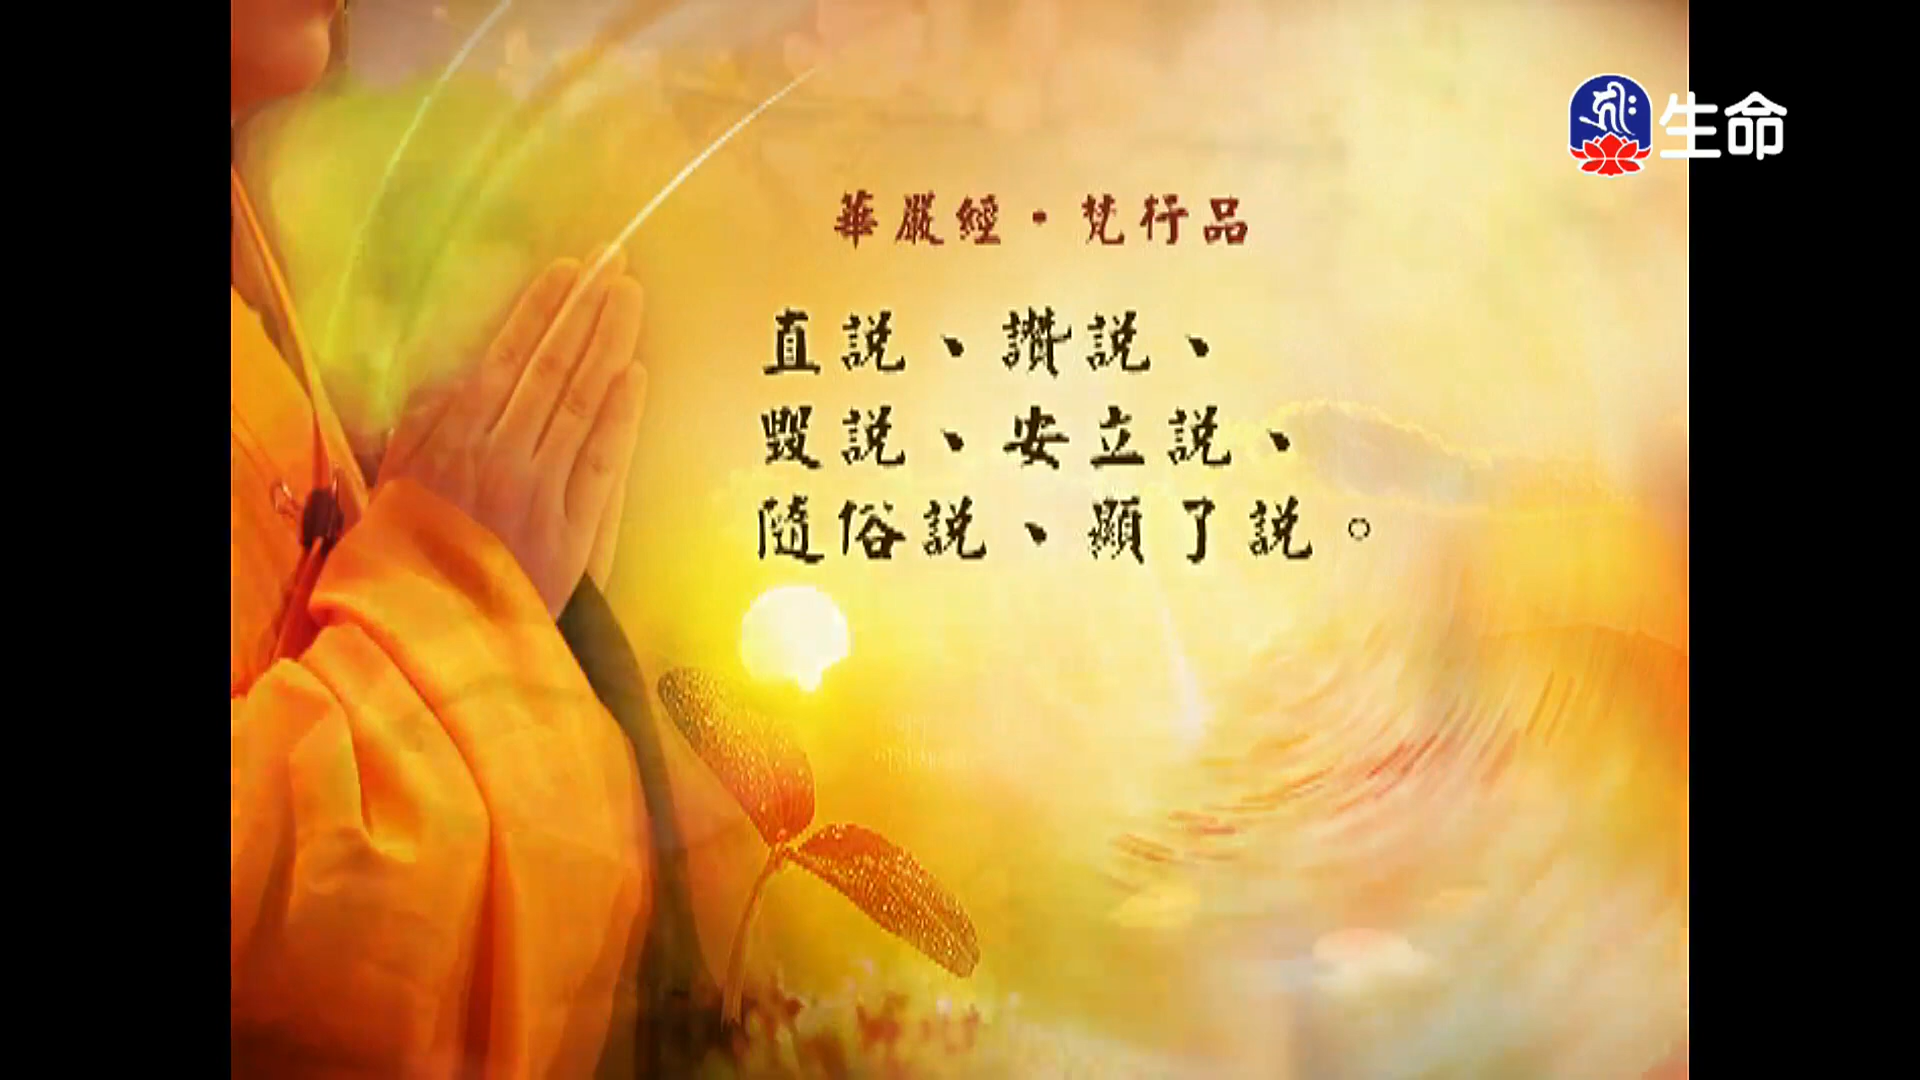 生命
華嚴經·梵行品
直說、讚說、
毀說、安立說、
隨俗說、顯了說。